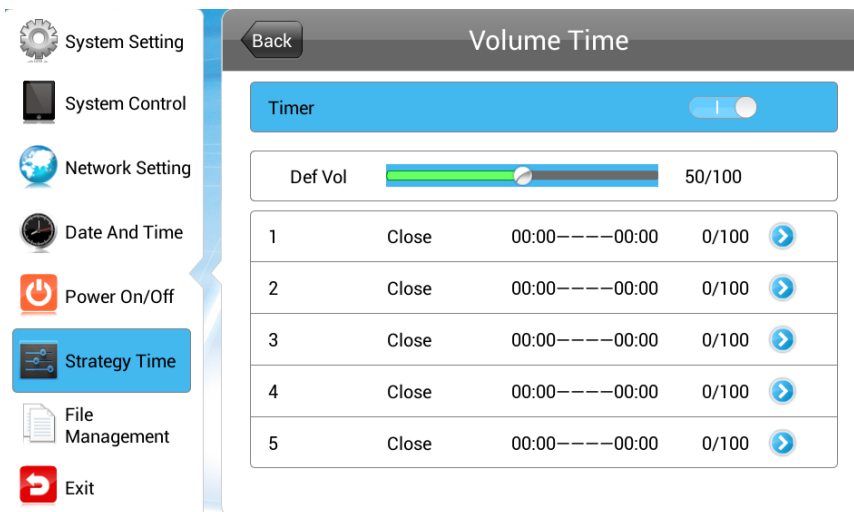 System Setting
System Control
Network Setting
Date And Time
Power On/Off
Strategy Time
File
Management
Exit
Back
Volume Time
Timer
Def Vol 50/100
1 Close 00:00————00:00 0/100
2 Close 00:00————00:00 0/100
3 Close 00:00————00:00 0/100
4 Close 00:00————00:00 0/100
5 Close 00:00————00:00 0/100